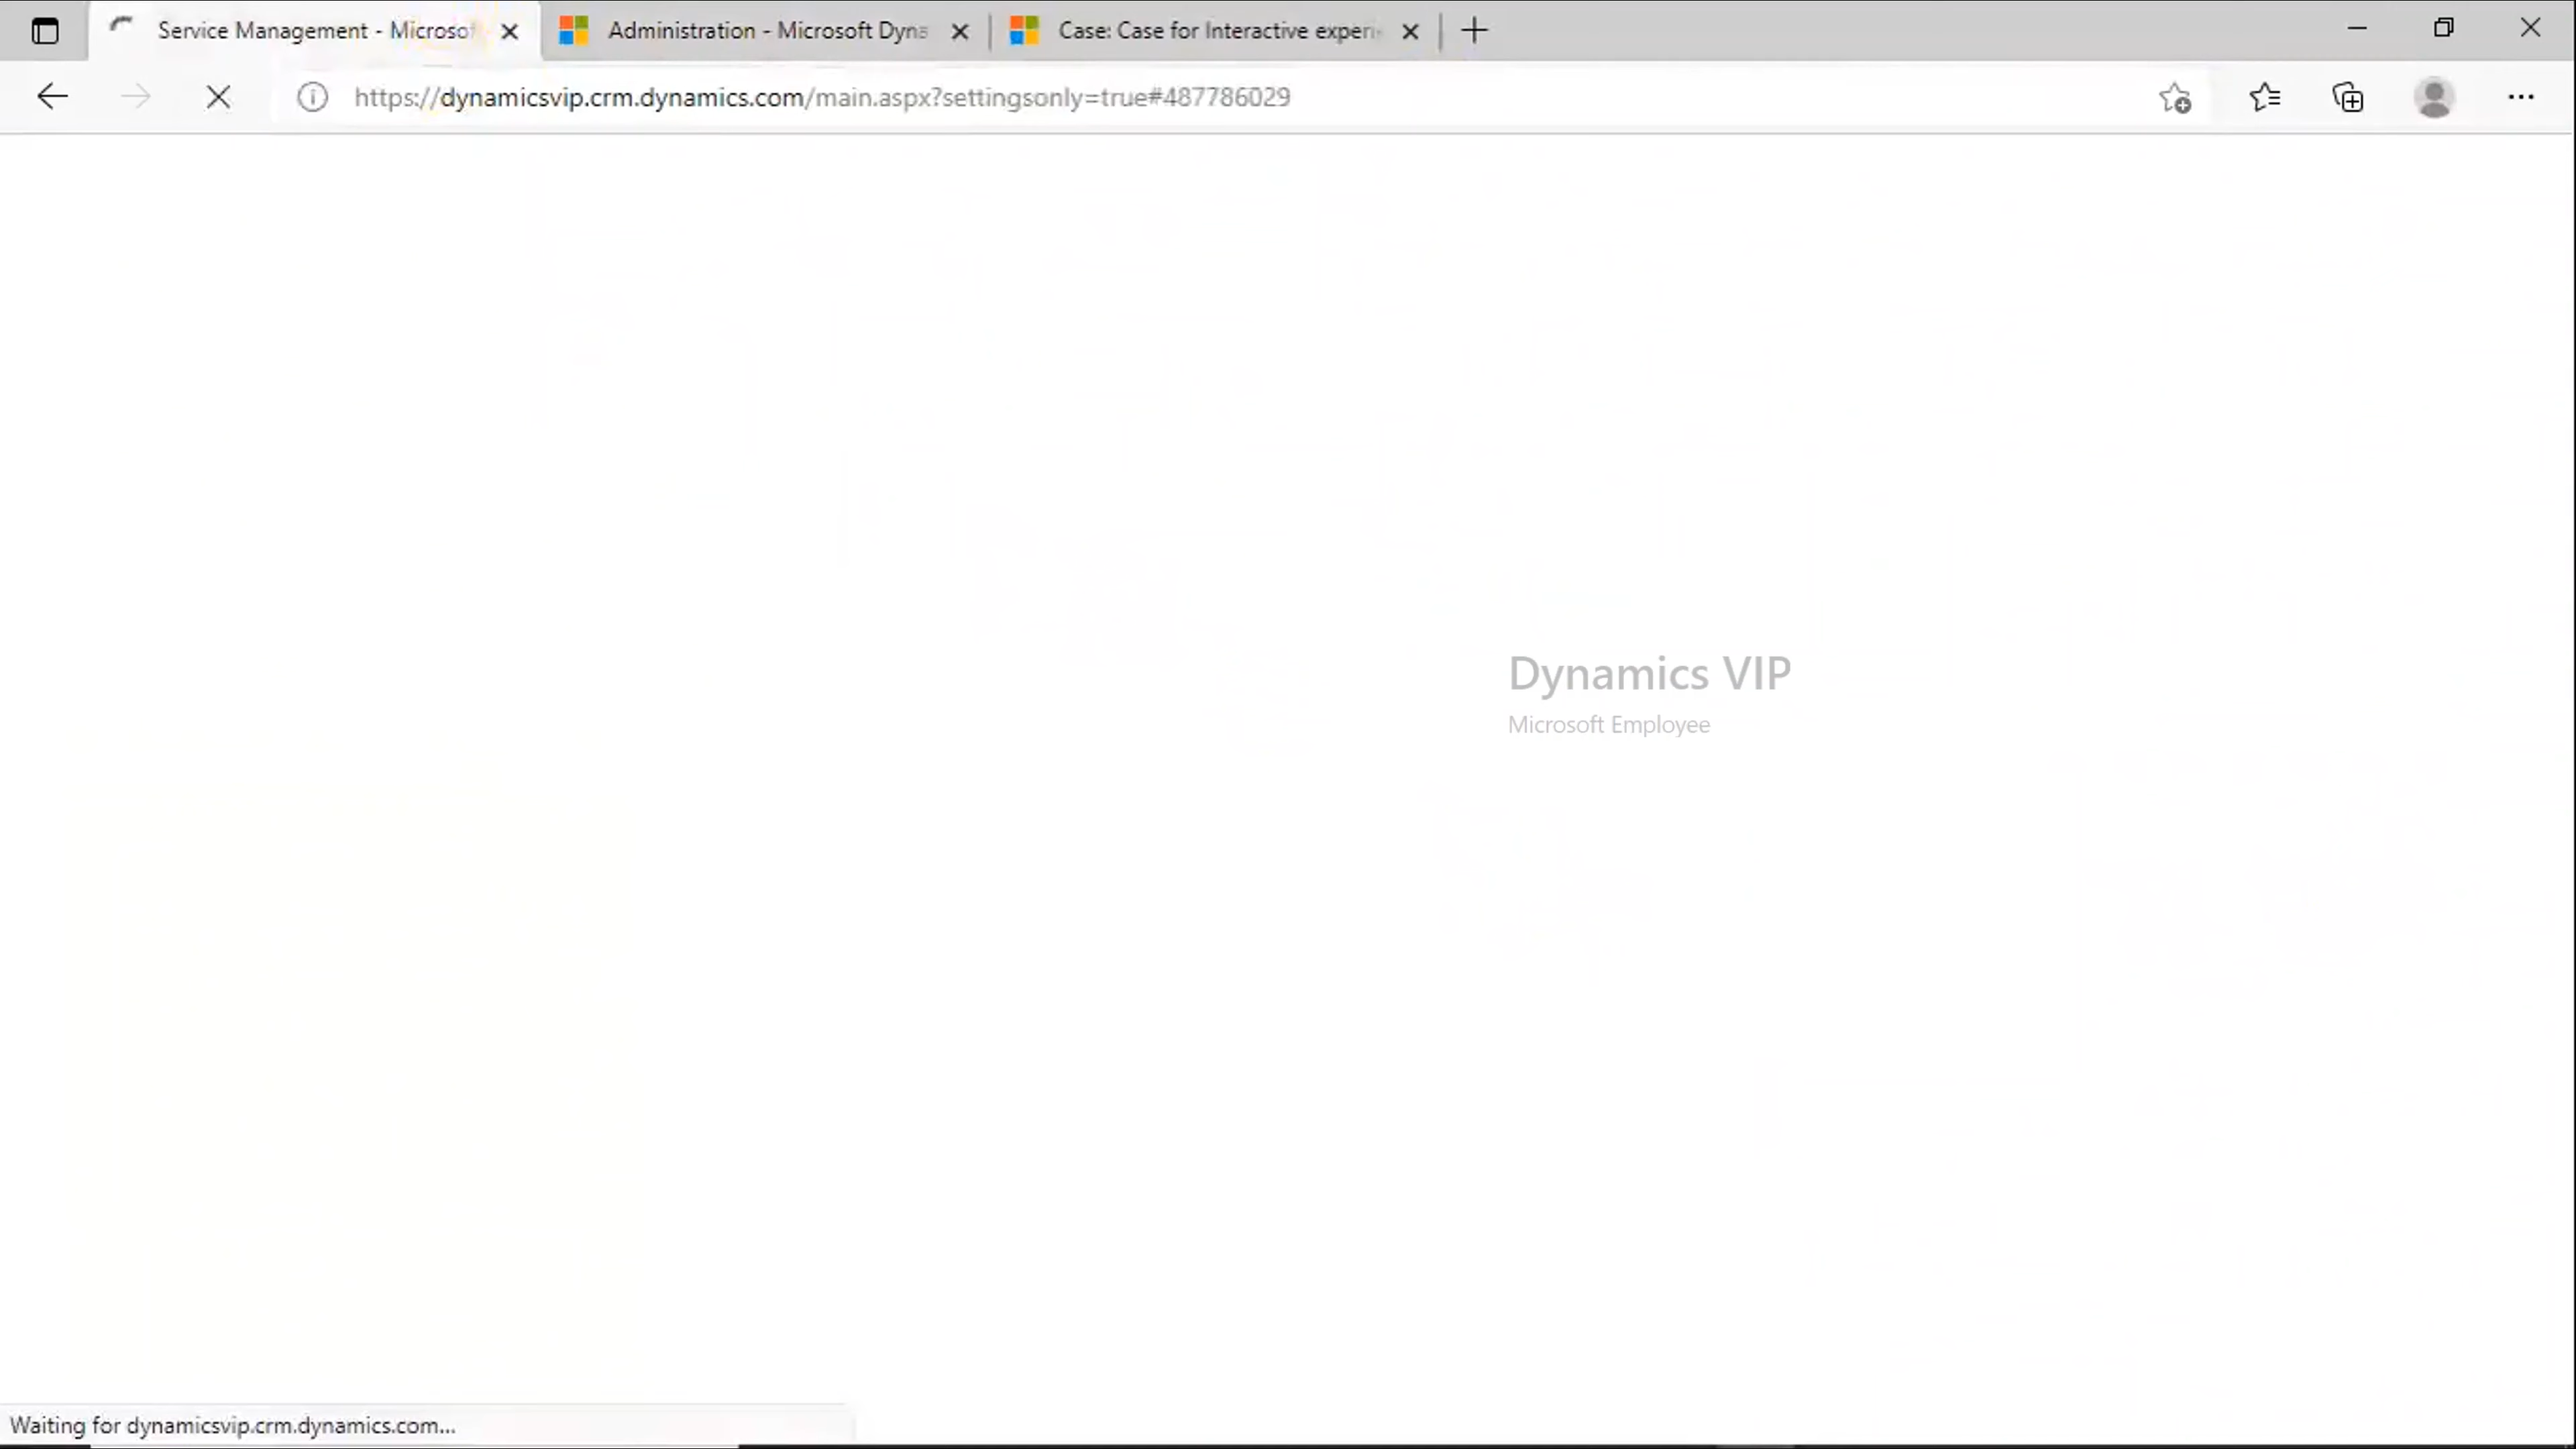 Service Management - Microsof
Administration - Microsoft Dyna
Case: Case for Interactive experi
https://dynamicsvip.crm.dynamics.com/main.aspx?settingsonly=true#487786029
Dynamics VIP
Microsoft Employee
Waiting for dynamicsvip.crm.dynamics.com...